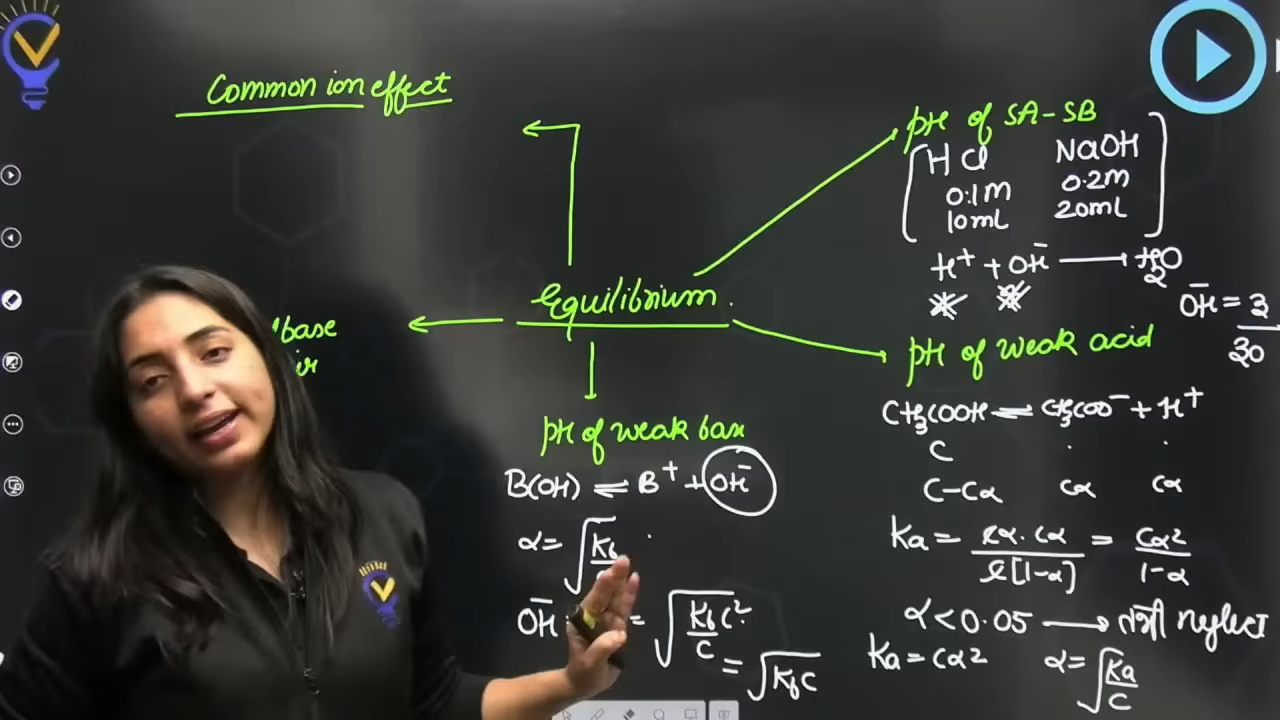 Common ion effect
pH of SA-SB
HCl NaOH
0.1M 0.2M
10mL 20mL
H⁺ + OH⁻ ⟶ H₂O
OH⁻ = 3/30
Equilibrium
base
pH of weak acid
CH₃COOH ⇌ CH₃COO⁻ + H⁺
C . .
C-Cα Cα Cα
Ka = Cα.Cα/C[1-α] = Cα²/1-α
α<0.05 ⟶ तभी neglect
Ka = Cα² α = √Ka/C
pH of weak base
B(OH) ⇌ B⁺ + OH⁻
α = √Kb
OH⁻ = √Kb C²/C
= √KbC